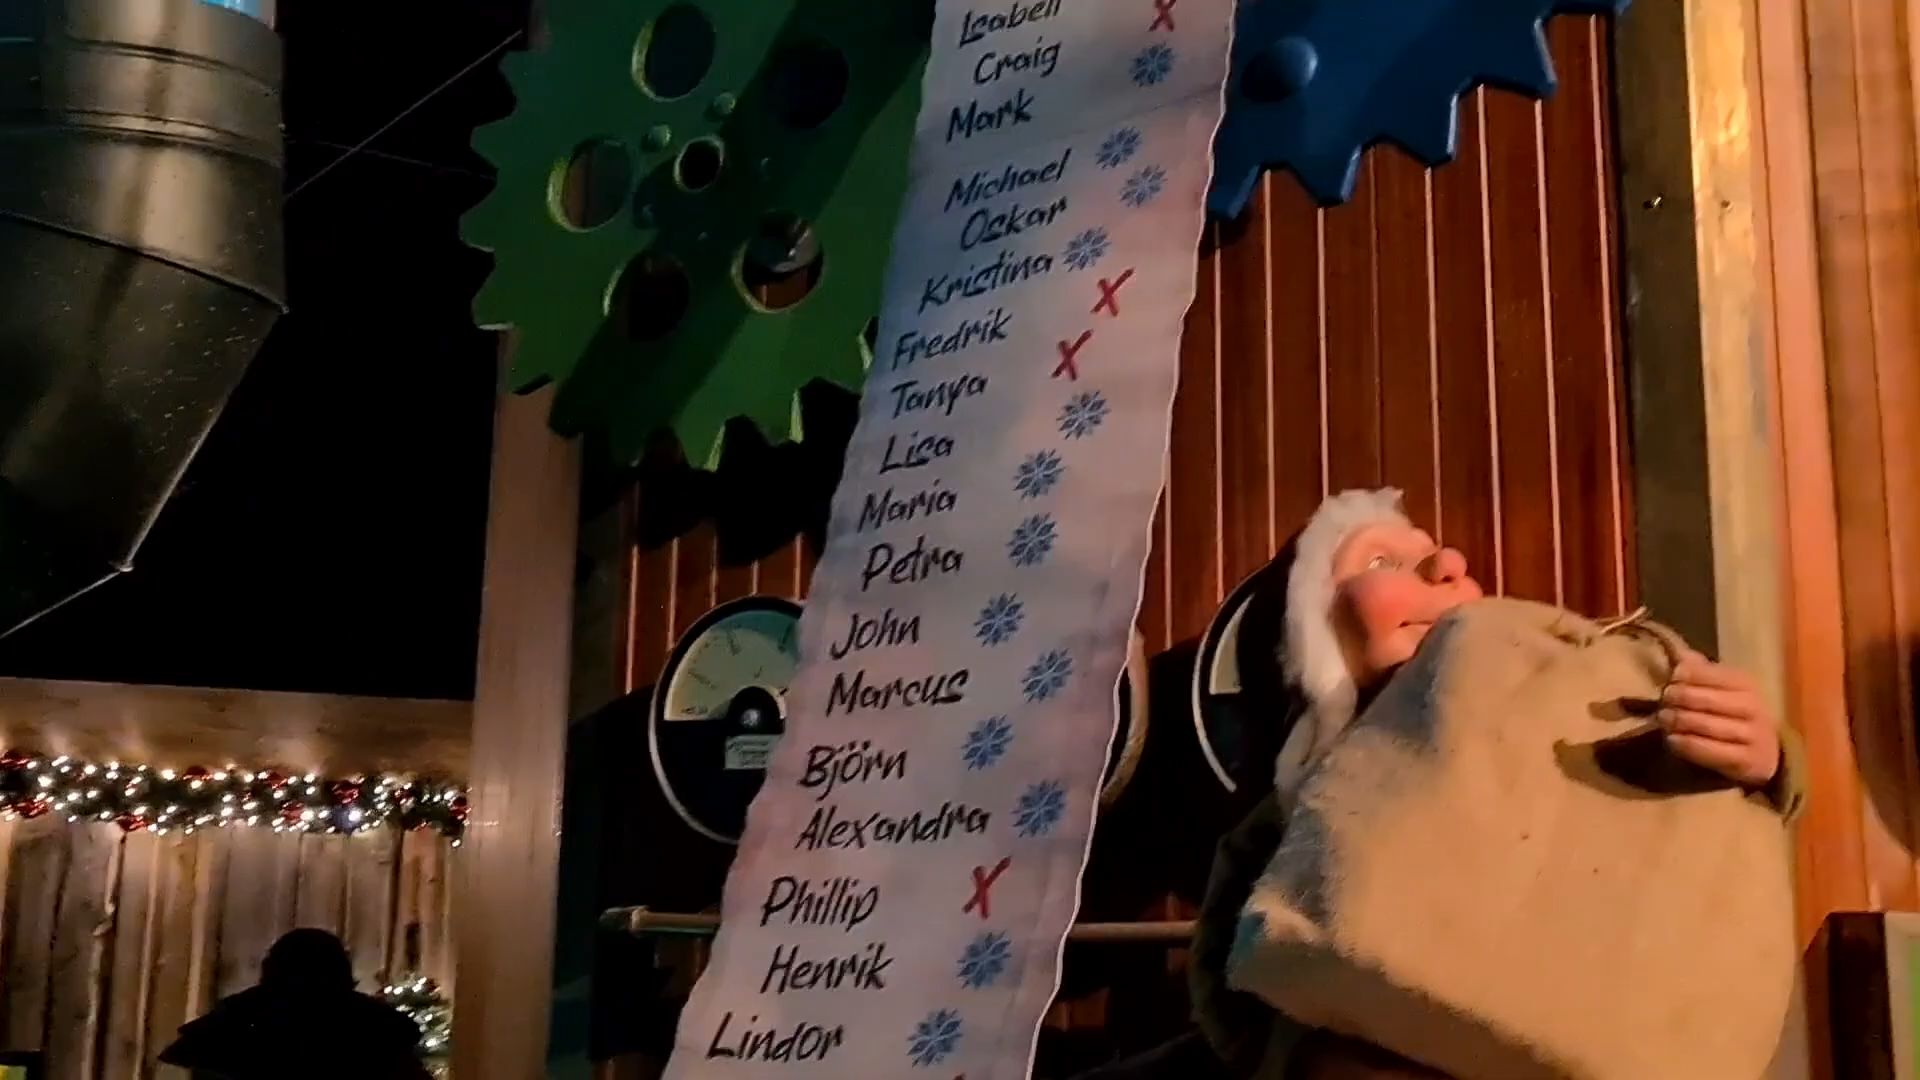 Isabell
Craig
Mark
Michael
Oskar
Kristina
Fredrik
Tanya
Lisa
Maria
Petra
John
Marcus
Björn
Alexandra
Phillip
Henrik
Lindor